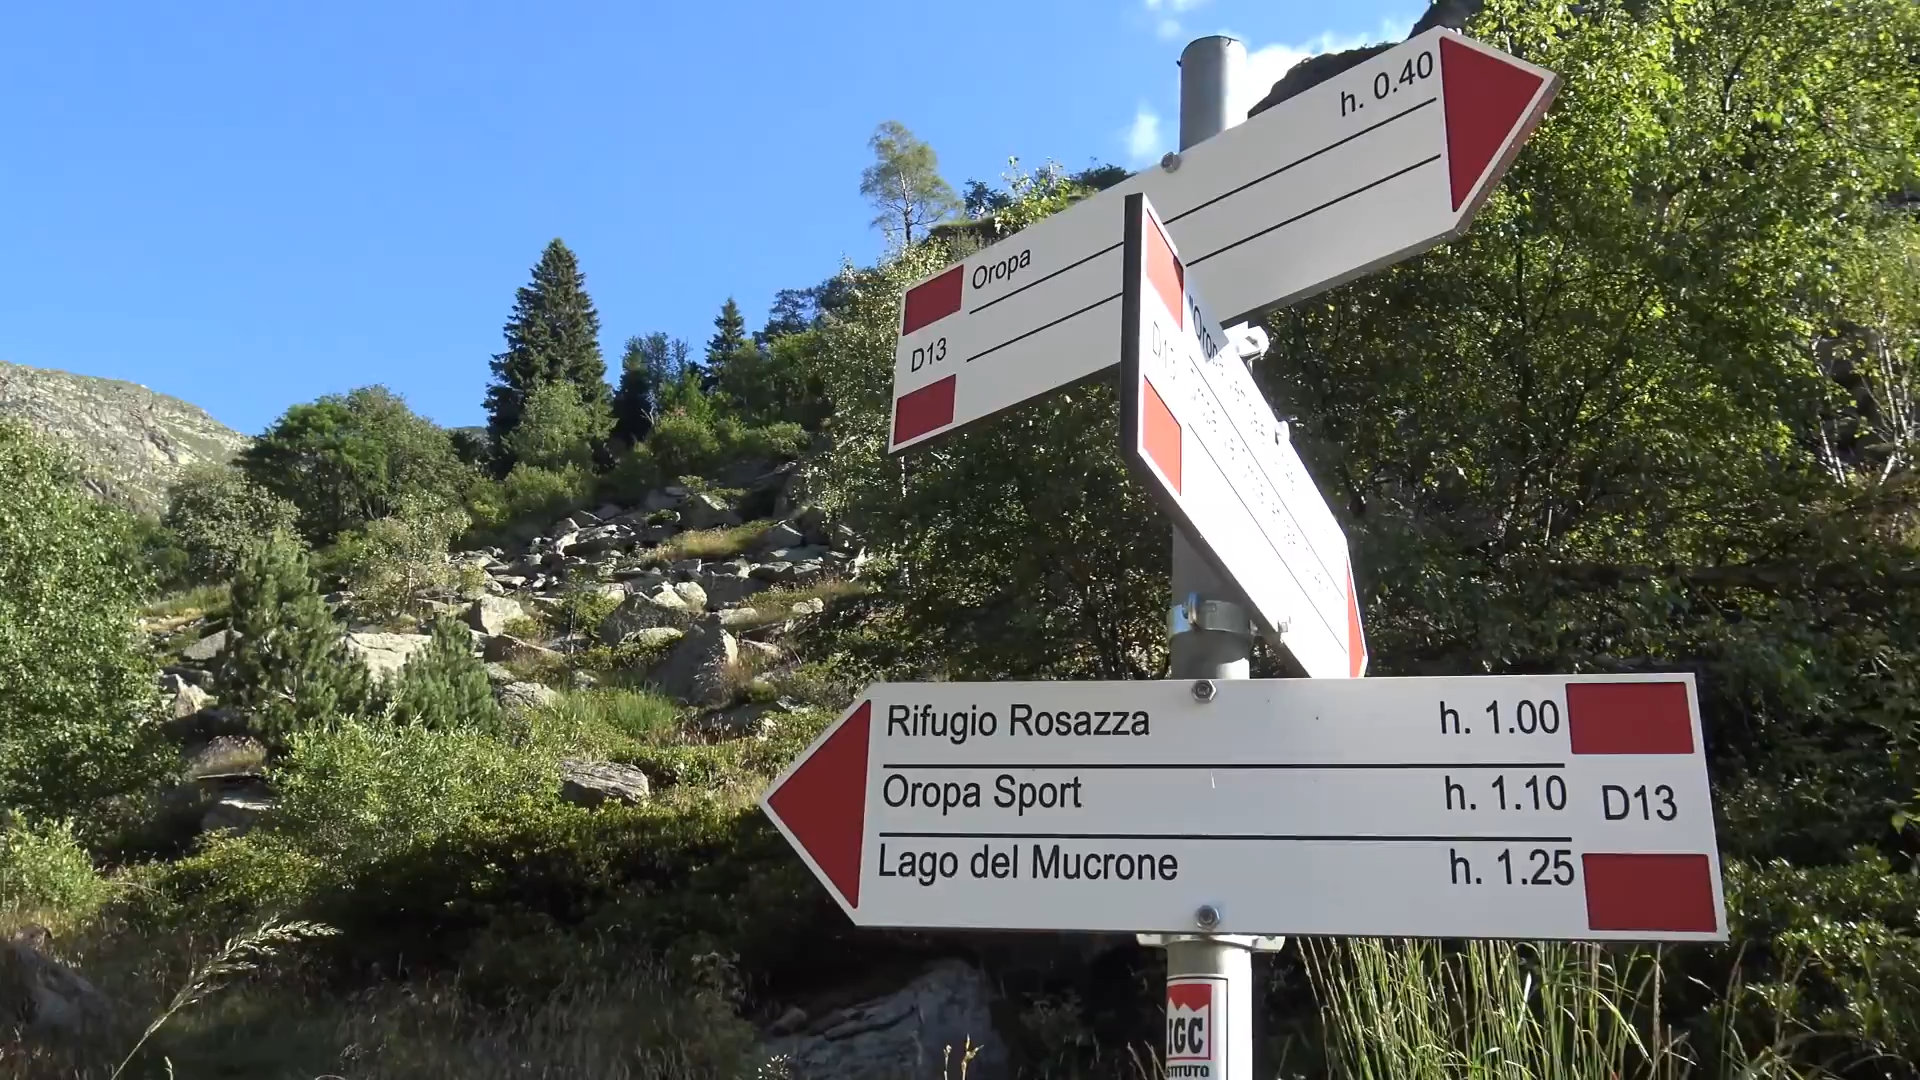 h. 0.40
Oropa
D13
Rifugio Rosazza h. 1.00
Oropa Sport h. 1.10
D13
Lago del Mucrone h. 1.25
IGC